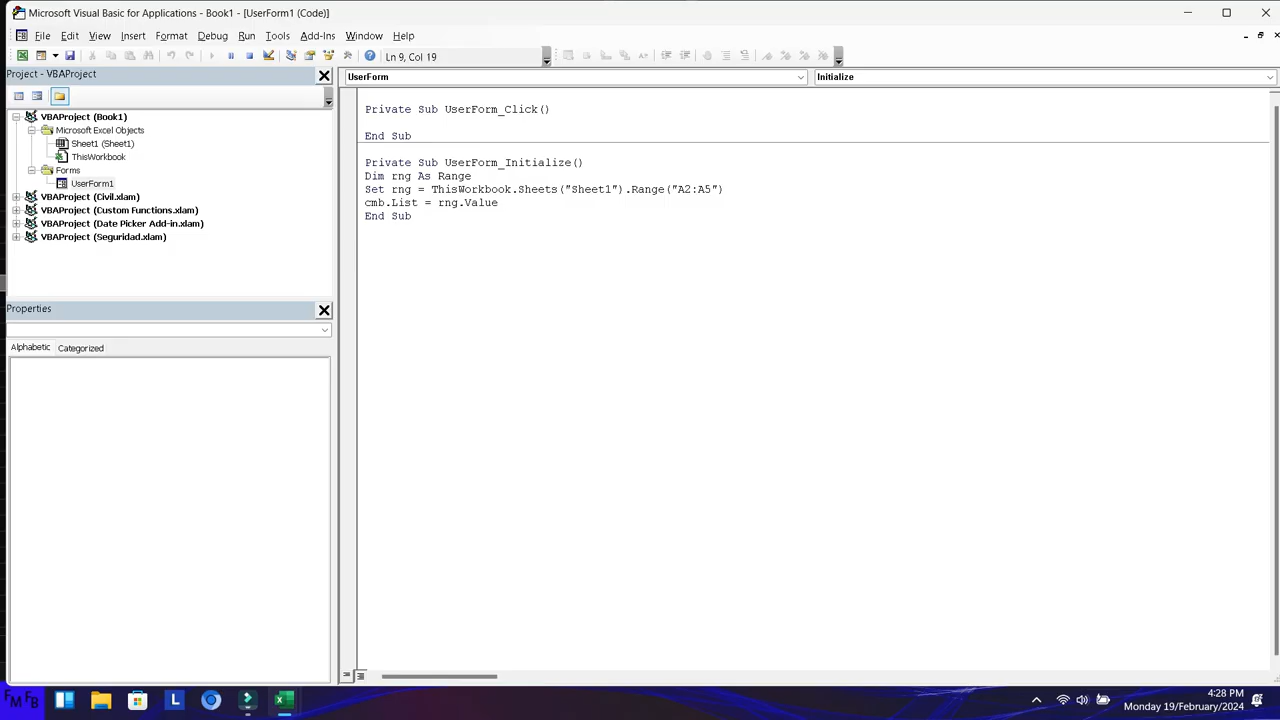 Microsoft Visual Basic for Applications - Book1 - [UserForm1 (Code)]
File Edit View Insert Format Debug Run Tools Add-Ins Window Help
Ln 9, Col 19
Project - VBAProject
UserForm
Initialize
VBAProject (Book1)
Microsoft Excel Objects
Sheet1 (Sheet1)
ThisWorkbook
Forms
UserForm1
VBAProject (Civil.xlam)
VBAProject (Custom Functions.xlam)
VBAProject (Date Picker Add-in.xlam)
VBAProject (Seguridad.xlam)
Properties
Alphabetic Categorized
Private Sub UserForm_Click()
End Sub
Private Sub UserForm_Initialize()
Dim rng As Range
Set rng = ThisWorkbook.Sheets("Sheet1").Range("A2:A5")
cmb.List = rng.Value
End Sub
FMFB
L
4:28 PM
Monday 19/February/2024